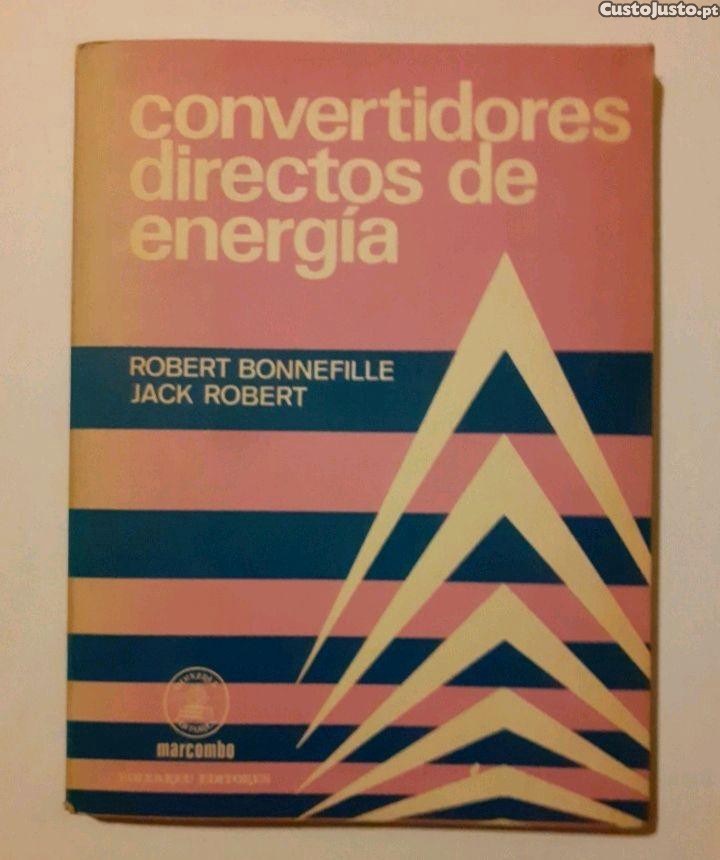 CustoJusto.pt
convertidores
directos de
energía
ROBERT BONNEFILLE
JACK ROBERT
marcombo
BOIXAREU EDITORES